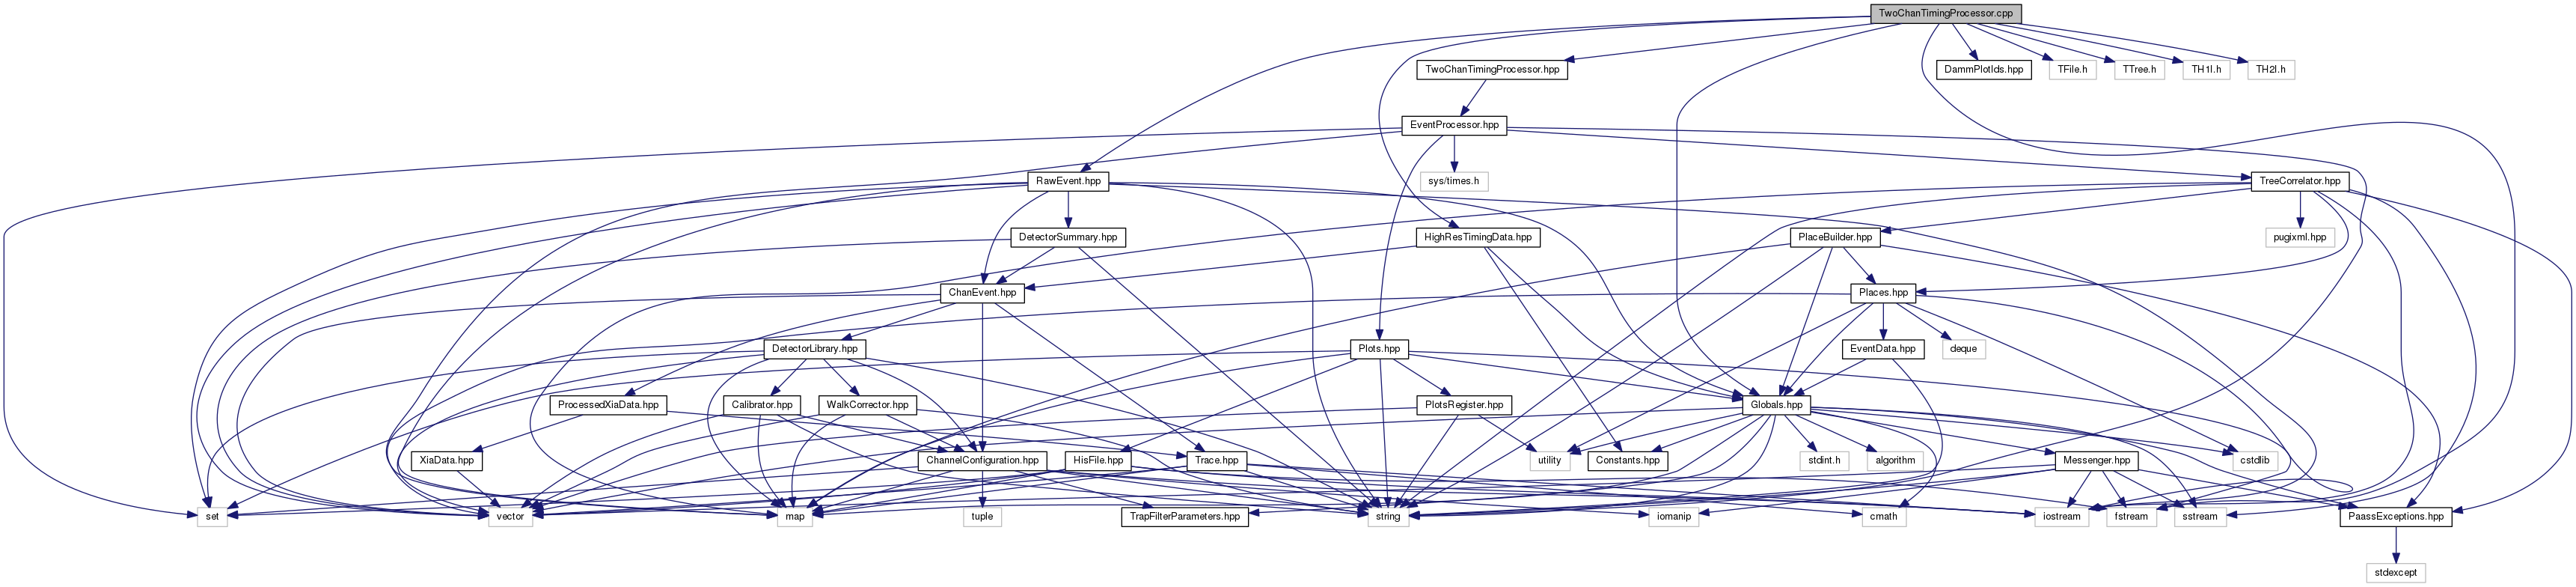 TwoChanTimingProcessor.cpp
TwoChanTimingProcessor.hpp
DammPlotIds.hpp
TFile.h
TTree.h
TH1I.h
TH2I.h
EventProcessor.hpp
RawEvent.hpp
sys/times.h
TreeCorrelator.hpp
DetectorSummary.hpp
HighResTimingData.hpp
PlaceBuilder.hpp
pugixml.hpp
ChanEvent.hpp
Places.hpp
DetectorLibrary.hpp
Plots.hpp
EventData.hpp
deque
ProcessedXiaData.hpp
Calibrator.hpp
WalkCorrector.hpp
PlotsRegister.hpp
Globals.hpp
XiaData.hpp
ChannelConfiguration.hpp
HisFile.hpp
Trace.hpp
utility
Constants.hpp
stdint.h
algorithm
Messenger.hpp
cstdlib
set
vector
map
tuple
TrapFilterParameters.hpp
string
iomanip
cmath
iostream
fstream
sstream
PaassExceptions.hpp
stdexcept